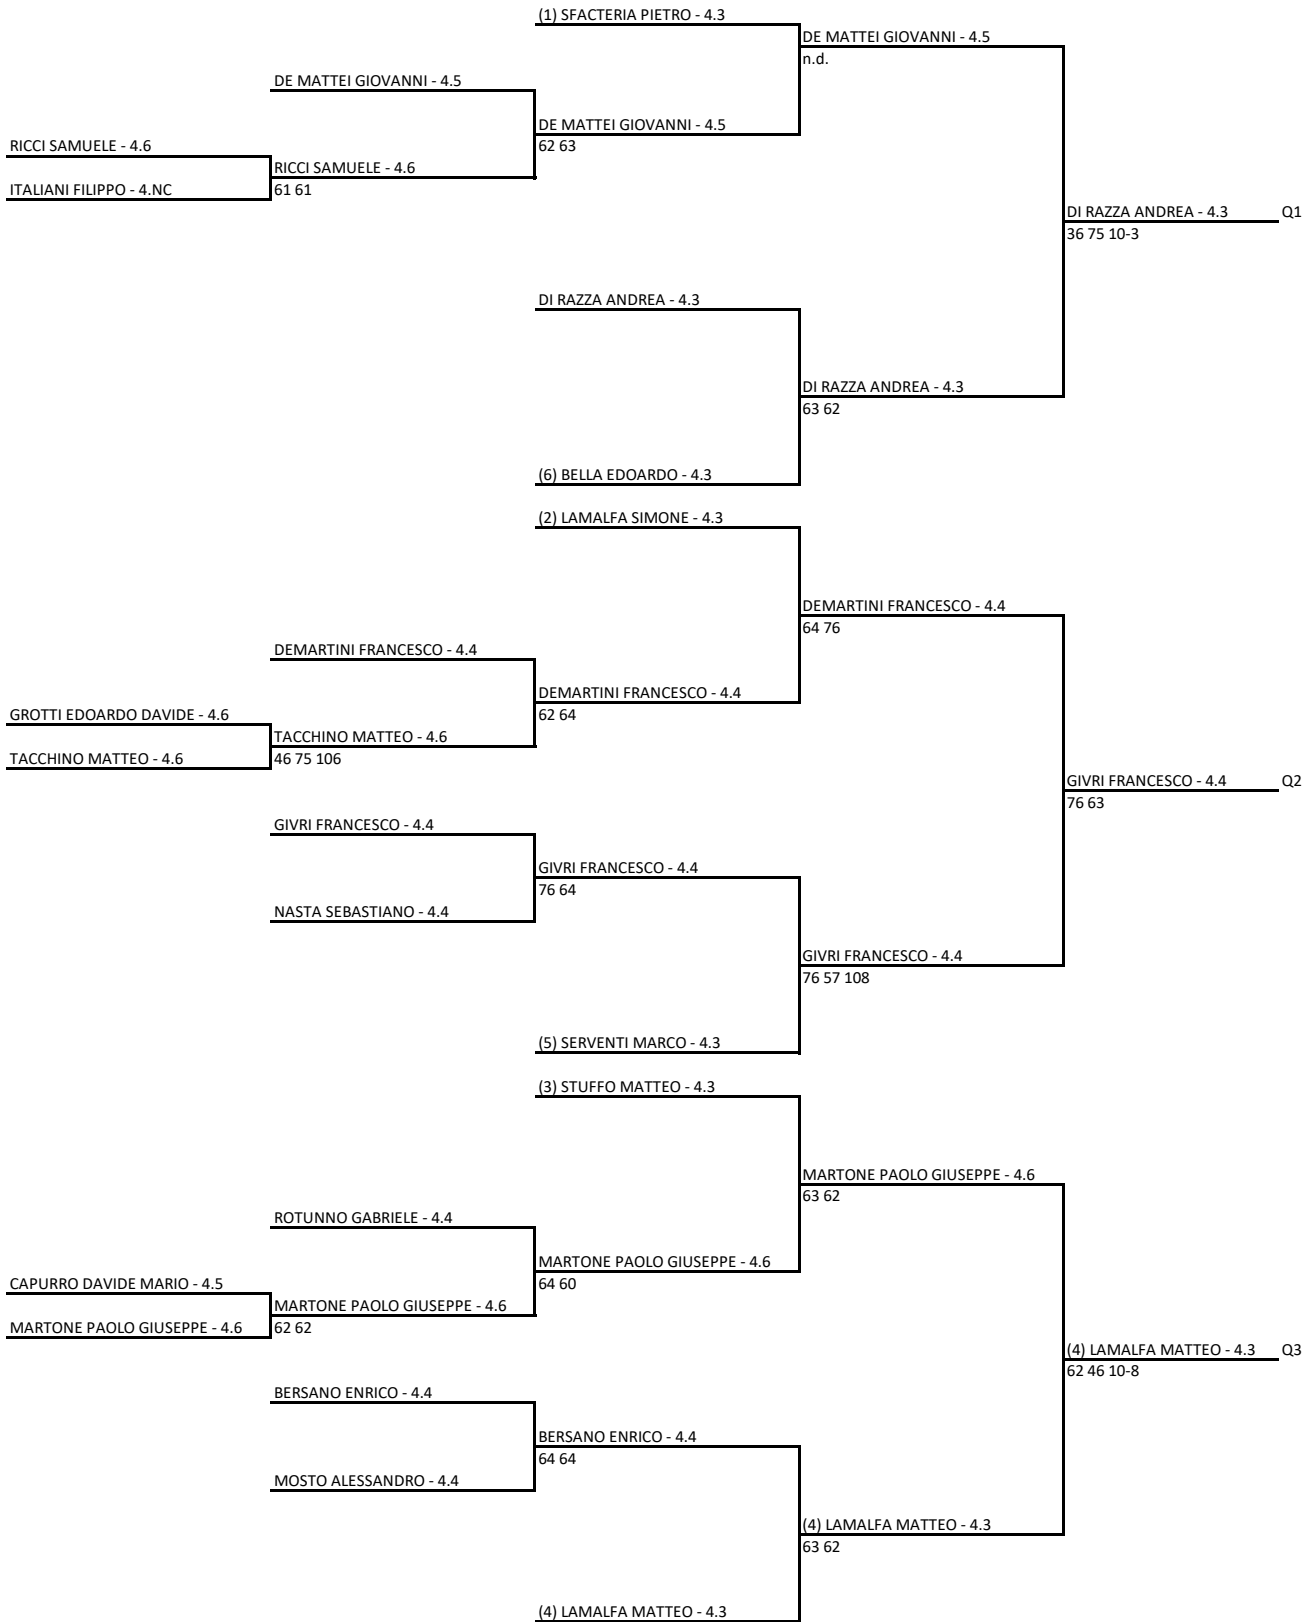 (1) SFACTERIA PIETRO - 4.3
DE MATTEI GIOVANNI - 4.5
n.d.
DE MATTEI GIOVANNI - 4.5
DE MATTEI GIOVANNI - 4.5
62 63
RICCI SAMUELE - 4.6
RICCI SAMUELE - 4.6
ITALIANI FILIPPO - 4.NC
61 61
DI RAZZA ANDREA - 4.3
Q1
36 75 10-3
DI RAZZA ANDREA - 4.3
DI RAZZA ANDREA - 4.3
63 62
(6) BELLA EDOARDO - 4.3
(2) LAMALFA SIMONE - 4.3
DEMARTINI FRANCESCO - 4.4
64 76
DEMARTINI FRANCESCO - 4.4
DEMARTINI FRANCESCO - 4.4
62 64
GROTTI EDOARDO DAVIDE - 4.6
TACCHINO MATTEO - 4.6
TACCHINO MATTEO - 4.6
46 75 106
GIVRI FRANCESCO - 4.4
Q2
76 63
GIVRI FRANCESCO - 4.4
GIVRI FRANCESCO - 4.4
76 64
NASTA SEBASTIANO - 4.4
GIVRI FRANCESCO - 4.4
76 57 108
(5) SERVENTI MARCO - 4.3
(3) STUFFO MATTEO - 4.3
MARTONE PAOLO GIUSEPPE - 4.6
63 62
ROTUNNO GABRIELE - 4.4
MARTONE PAOLO GIUSEPPE - 4.6
64 60
CAPURRO DAVIDE MARIO - 4.5
MARTONE PAOLO GIUSEPPE - 4.6
MARTONE PAOLO GIUSEPPE - 4.6
62 62
(4) LAMALFA MATTEO - 4.3
Q3
62 46 10-8
BERSANO ENRICO - 4.4
BERSANO ENRICO - 4.4
64 64
MOSTO ALESSANDRO - 4.4
(4) LAMALFA MATTEO - 4.3
63 62
(4) LAMALFA MATTEO - 4.3